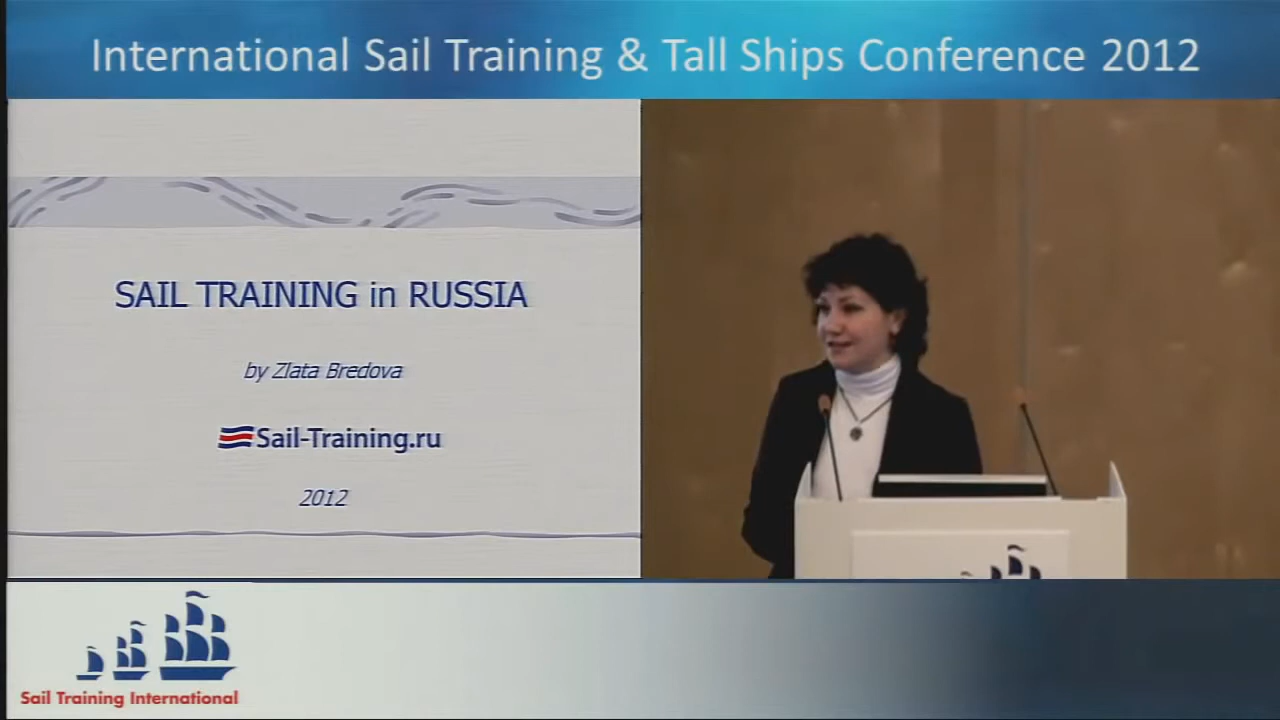 International Sail Training & Tall Ships Conference 2012
SAIL TRAINING in RUSSIA
by Zlata Bredova
Sail-Training.ru
2012
Sail Training International